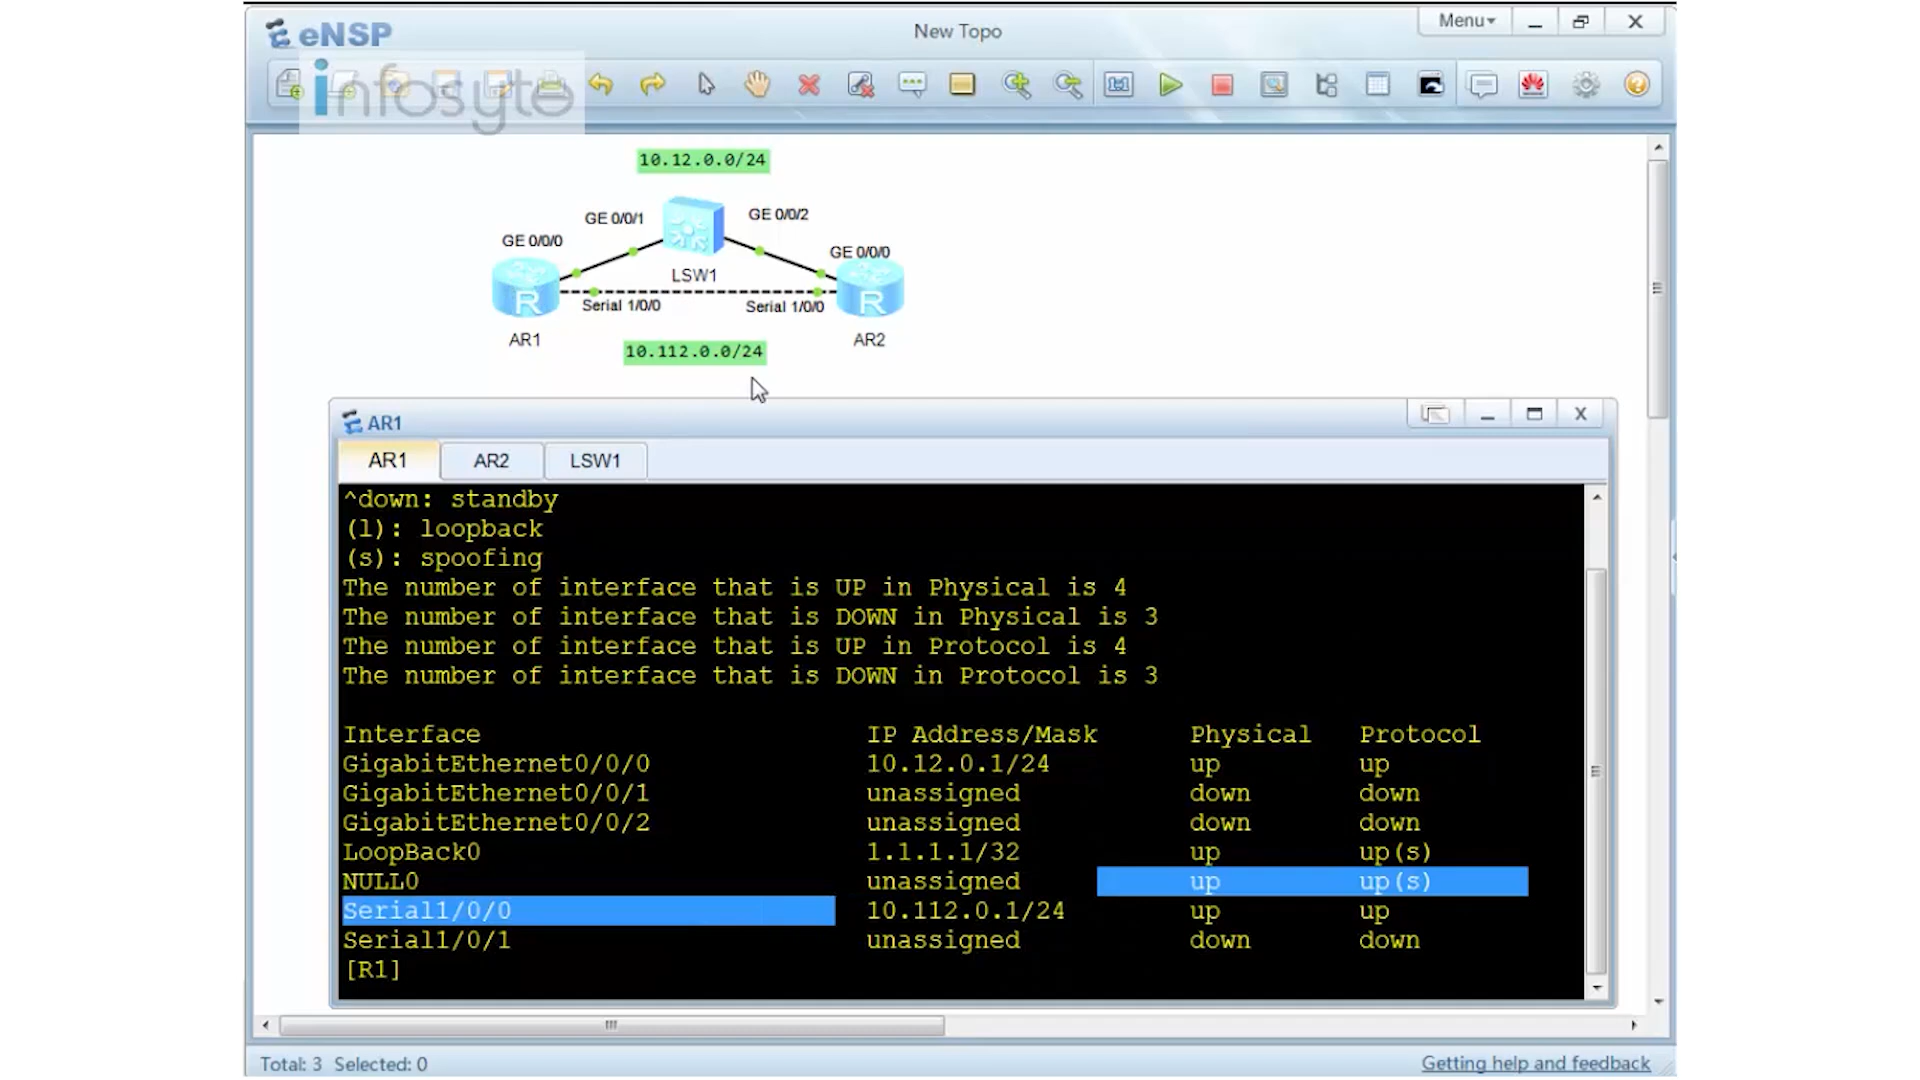 eNSP
New Topo
Menu
infosyte
10.12.0.0/24
GE 0/0/1
GE 0/0/2
GE 0/0/0
GE 0/0/0
LSW1
R
R
Serial 1/0/0
Serial 1/0/0
AR1
AR2
10.112.0.0/24
AR1
AR1 AR2 LSW1
^down: standby
(l): loopback
(s): spoofing
The number of interface that is UP in Physical is 4
The number of interface that is DOWN in Physical is 3
The number of interface that is UP in Protocol is 4
The number of interface that is DOWN in Protocol is 3
Interface IP Address/Mask Physical Protocol
GigabitEthernet0/0/0 10.12.0.1/24 up up
GigabitEthernet0/0/1 unassigned down down
GigabitEthernet0/0/2 unassigned down down
LoopBack0 1.1.1.1/32 up up(s)
NULL0 unassigned up up(s)
Serial1/0/0 10.112.0.1/24 up up
Serial1/0/1 unassigned down down
[R1]
Total: 3 Selected: 0
Getting help and feedback